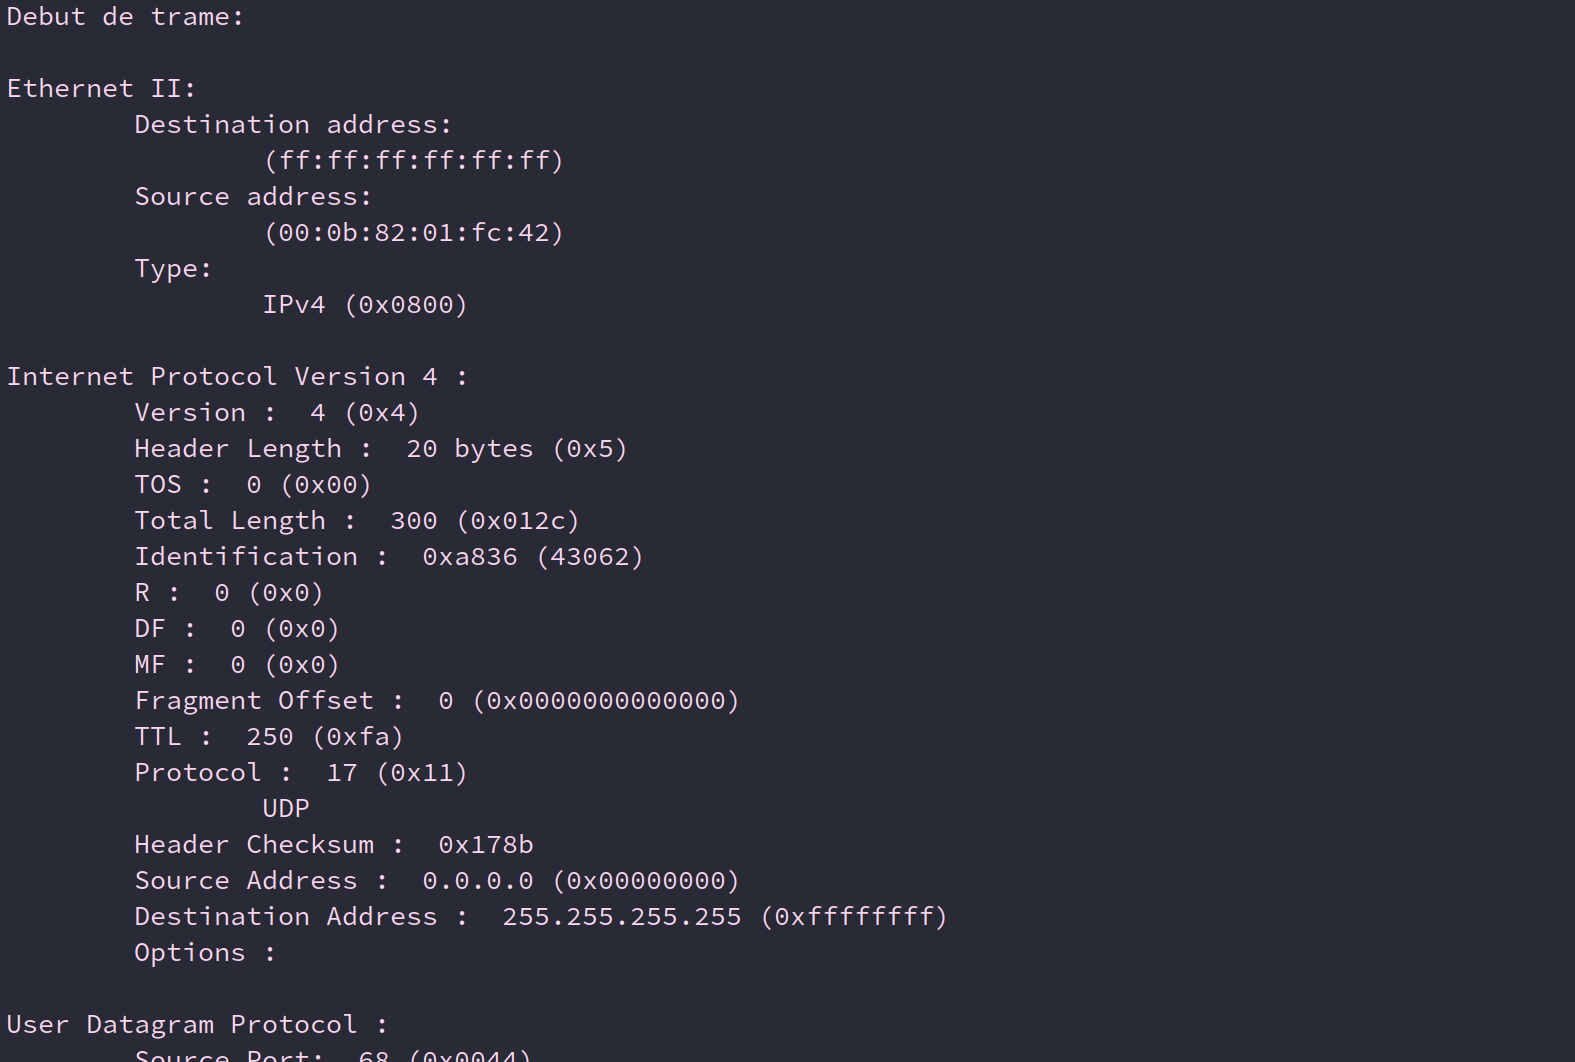 Debut de trame:
Ethernet II:
Destination address:
(ff:ff:ff:ff:ff:ff)
Source address:
(00:0b:82:01:fc:42)
Type:
IPv4 (0x0800)
Internet Protocol Version 4 :
Version :  4 (0x4)
Header Length :  20 bytes (0x5)
TOS :  0 (0x00)
Total Length :  300 (0x012c)
Identification :  0xa836 (43062)
R :  0 (0x0)
DF :  0 (0x0)
MF :  0 (0x0)
Fragment Offset :  0 (0x0000000000000)
TTL :  250 (0xfa)
Protocol :  17 (0x11)
UDP
Header Checksum :  0x178b
Source Address :  0.0.0.0 (0x00000000)
Destination Address :  255.255.255.255 (0xffffffff)
Options :
User Datagram Protocol :
Source Port:  68 (0x0044)